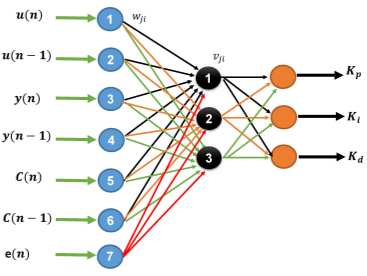 u(n)
w_ji
1
u(n−1)
2
v_ji
1
K_p
y(n)
3
2
K_i
y(n−1)
4
3
K_d
C(n)
5
C(n−1)
6
e(n)
7